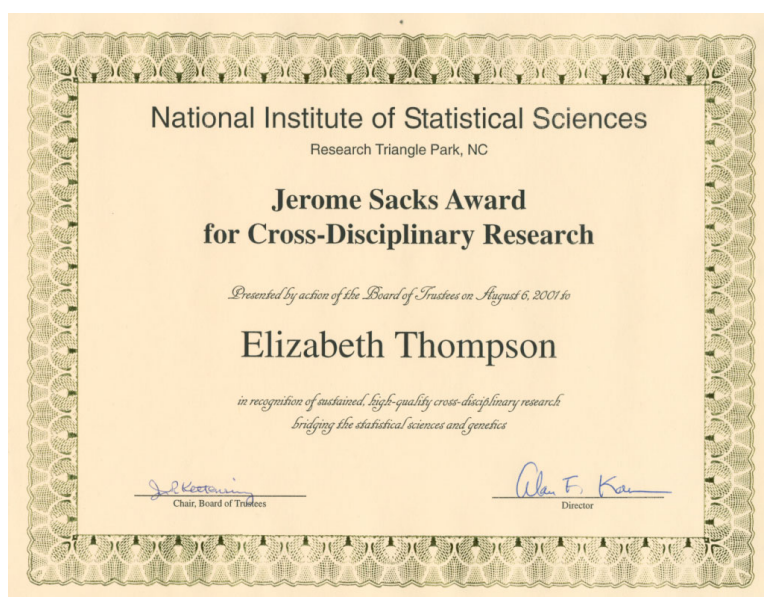 National Institute of Statistical Sciences
Research Triangle Park, NC
Jerome Sacks Award
for Cross-Disciplinary Research
Presented by action of the Board of Trustees on August 6, 2001 to
Elizabeth Thompson
in recognition of sustained, high-quality cross-disciplinary research
bridging the statistical sciences and genetics
Alan F.
Chair, Board of Trustees
Director